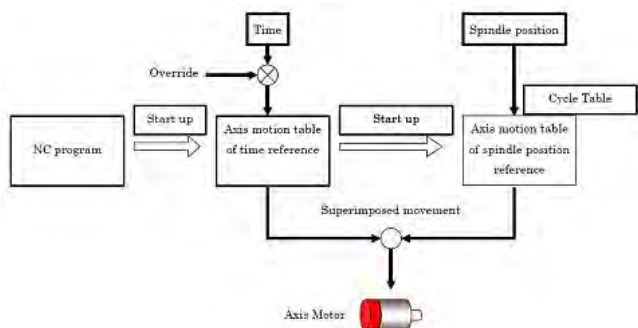 Time
Spindle position
Override
Cycle Table
Start up
Start up
NC program
Axis motion table
of time reference
Axis motion table
of spindle position
reference
Superimposed movement
Axis Motor